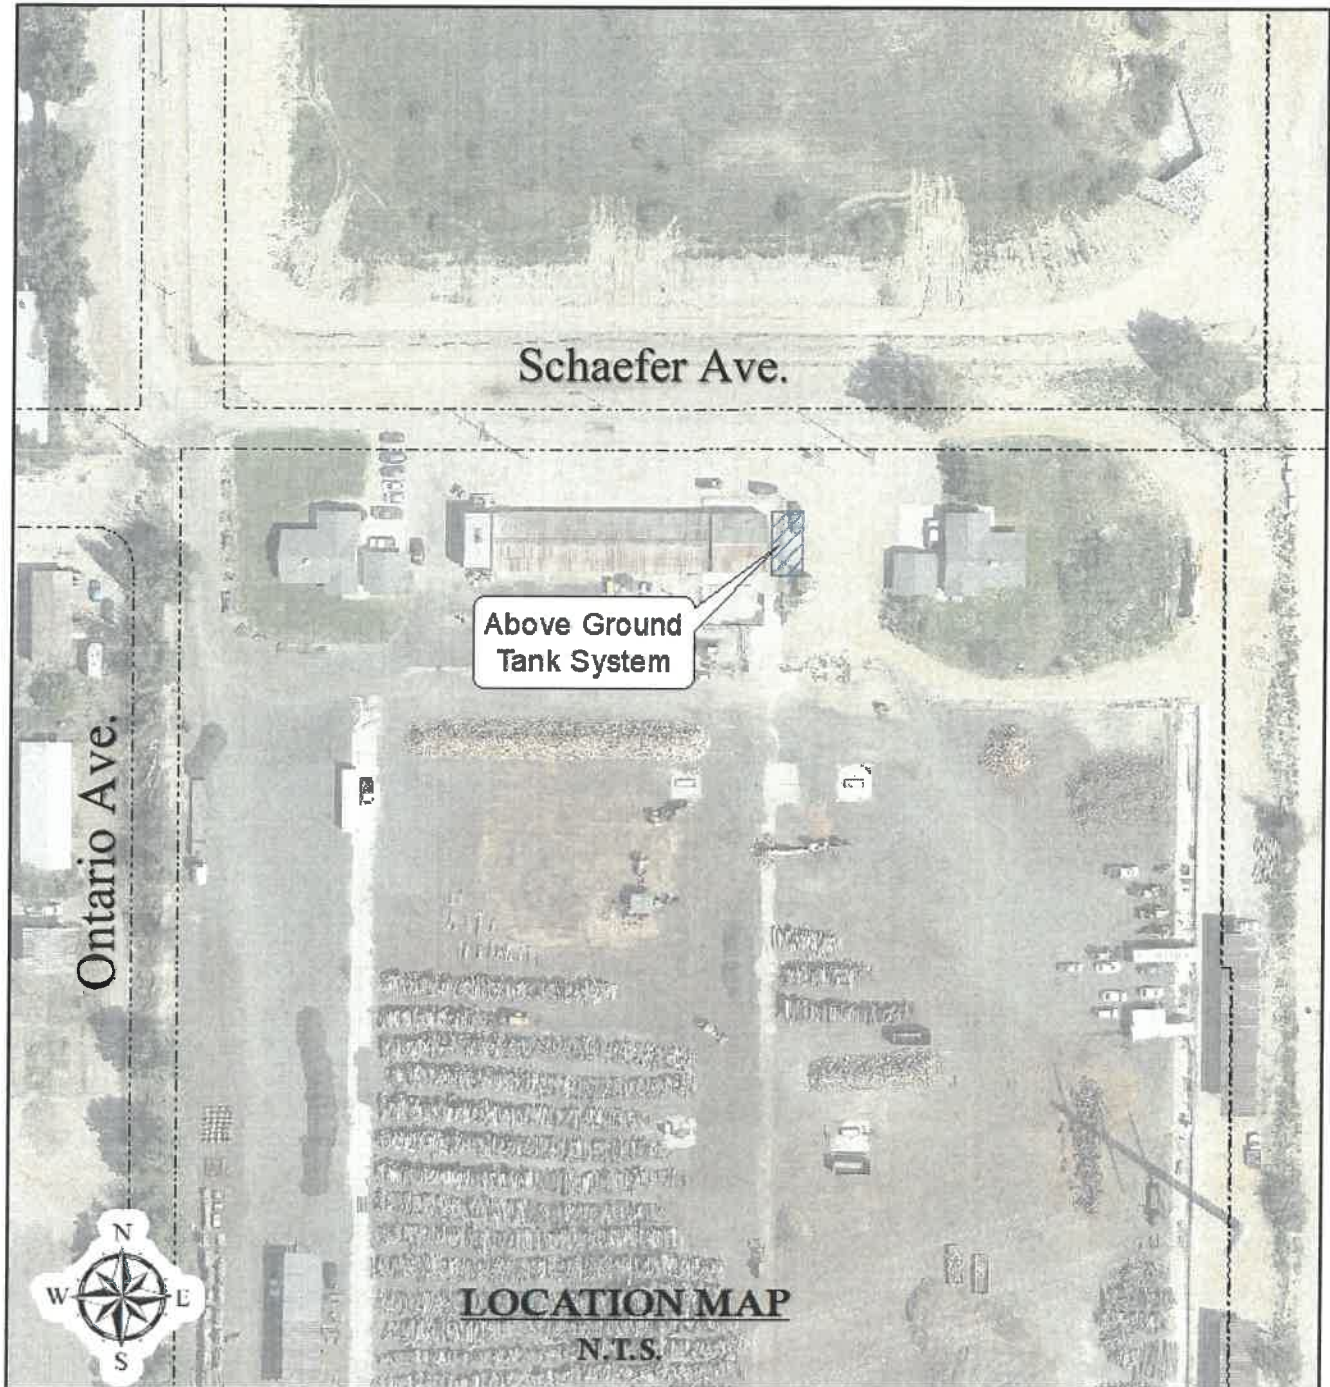 Schaefer Ave.
Above Ground
Tank System
Ontario Ave.
N
W E
S
LOCATION MAP
N.T.S.